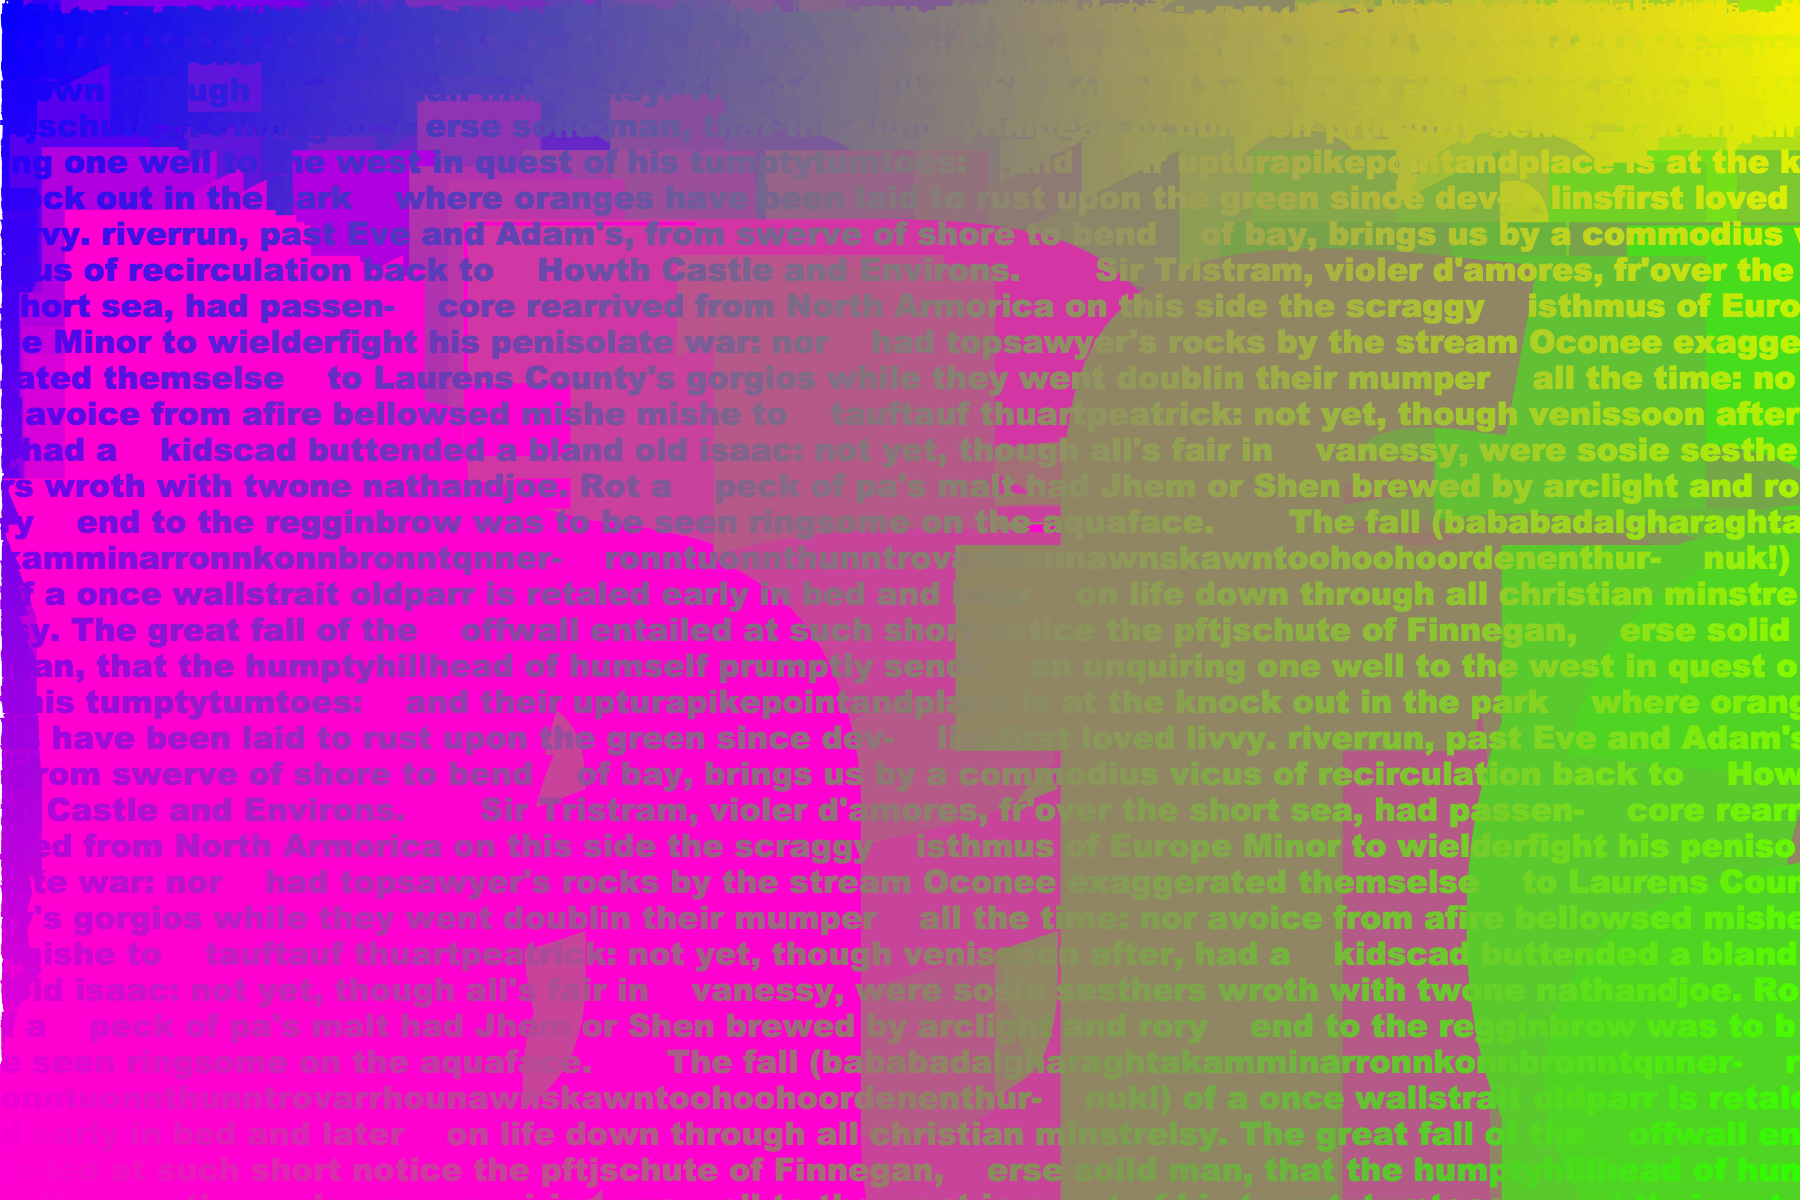 own ugh
erse solid man, that the
ng one well to the west in quest of his tumptytumtoes: and upturapikepointandplace is at the k
ock out in the park where oranges have been laid to rust upon the green since dev- linsfirst loved
vy. riverrun, past Eve and Adam's, from swerve of shore to bend of bay, brings us by a commodius v
us of recirculation back to Howth Castle and Environs. Sir Tristram, violer d'amores, fr'over the
hort sea, had passen- core rearrived from North Armorica on this side the scraggy isthmus of Euro
e Minor to wielderfight his penisolate war: nor had topsawyer's rocks by the stream Oconee exagge
ated themselse to Laurens County's gorgios while they went doublin their mumper all the time: no
avoice from afire bellowsed mishe mishe to tauftauf thuartpeatrick: not yet, though venissoon after
had a kidscad buttended a bland old isaac: not yet, though all's fair in vanessy, were sosie sesthe
rs wroth with twone nathandjoe. Rot a peck of pa's malt had Jhem or Shen brewed by arclight and ro
ry end to the regginbrow was to be seen ringsome on the aquaface. The fall (bababadalgharaghta
kamminarronnkonnbronntqnner- ronntuonnthunntrovarrhounawnskawntoohoohoordenenthur- nuk!)
of a once wallstrait oldparr is retaled early in bed and later on life down through all christian minstre
sy. The great fall of the offwall entailed at such short notice the pftjschute of Finnegan, erse solid
an, that the humptyhillhead of humself prumptly send an unquiring one well to the west in quest o
his tumptytumtoes: and their upturapikepointandplace is at the knock out in the park where orang
have been laid to rust upon the green since dev- linsfirst loved livvy. riverrun, past Eve and Adam's
rom swerve of shore to bend of bay, brings us by a commodius vicus of recirculation back to How
Castle and Environs. Sir Tristram, violer d'amores, fr'over the short sea, had passen- core rearr
ed from North Armorica on this side the scraggy isthmus of Europe Minor to wielderfight his peniso
te war: nor had topsawyer's rocks by the stream Oconee exaggerated themselse to Laurens Coun
y's gorgios while they went doublin their mumper all the time: nor avoice from afire bellowsed mishe
mishe to tauftauf thuartpeatrick: not yet, though venissoon after, had a kidscad buttended a bland
old isaac: not yet, though all's fair in vanessy, were sosie sesthers wroth with twone nathandjoe. Ro
a peck of pa's malt had Jhem or Shen brewed by arclight and rory end to the regginbrow was to b
e seen ringsome on the aquaface. The fall (bababadalgharaghtakamminarronnkonnbronntqnner- r
onntuonnthunntrovarrhounawnskawntoohoohoordenenthur- nuk!) of a once wallstrait oldparr is retale
d early in bed and later on life down through all christian minstrelsy. The great fall of the offwall en
at such short notice the pftjschute of Finnegan, erse solid man, that the humptyhillhead of hum